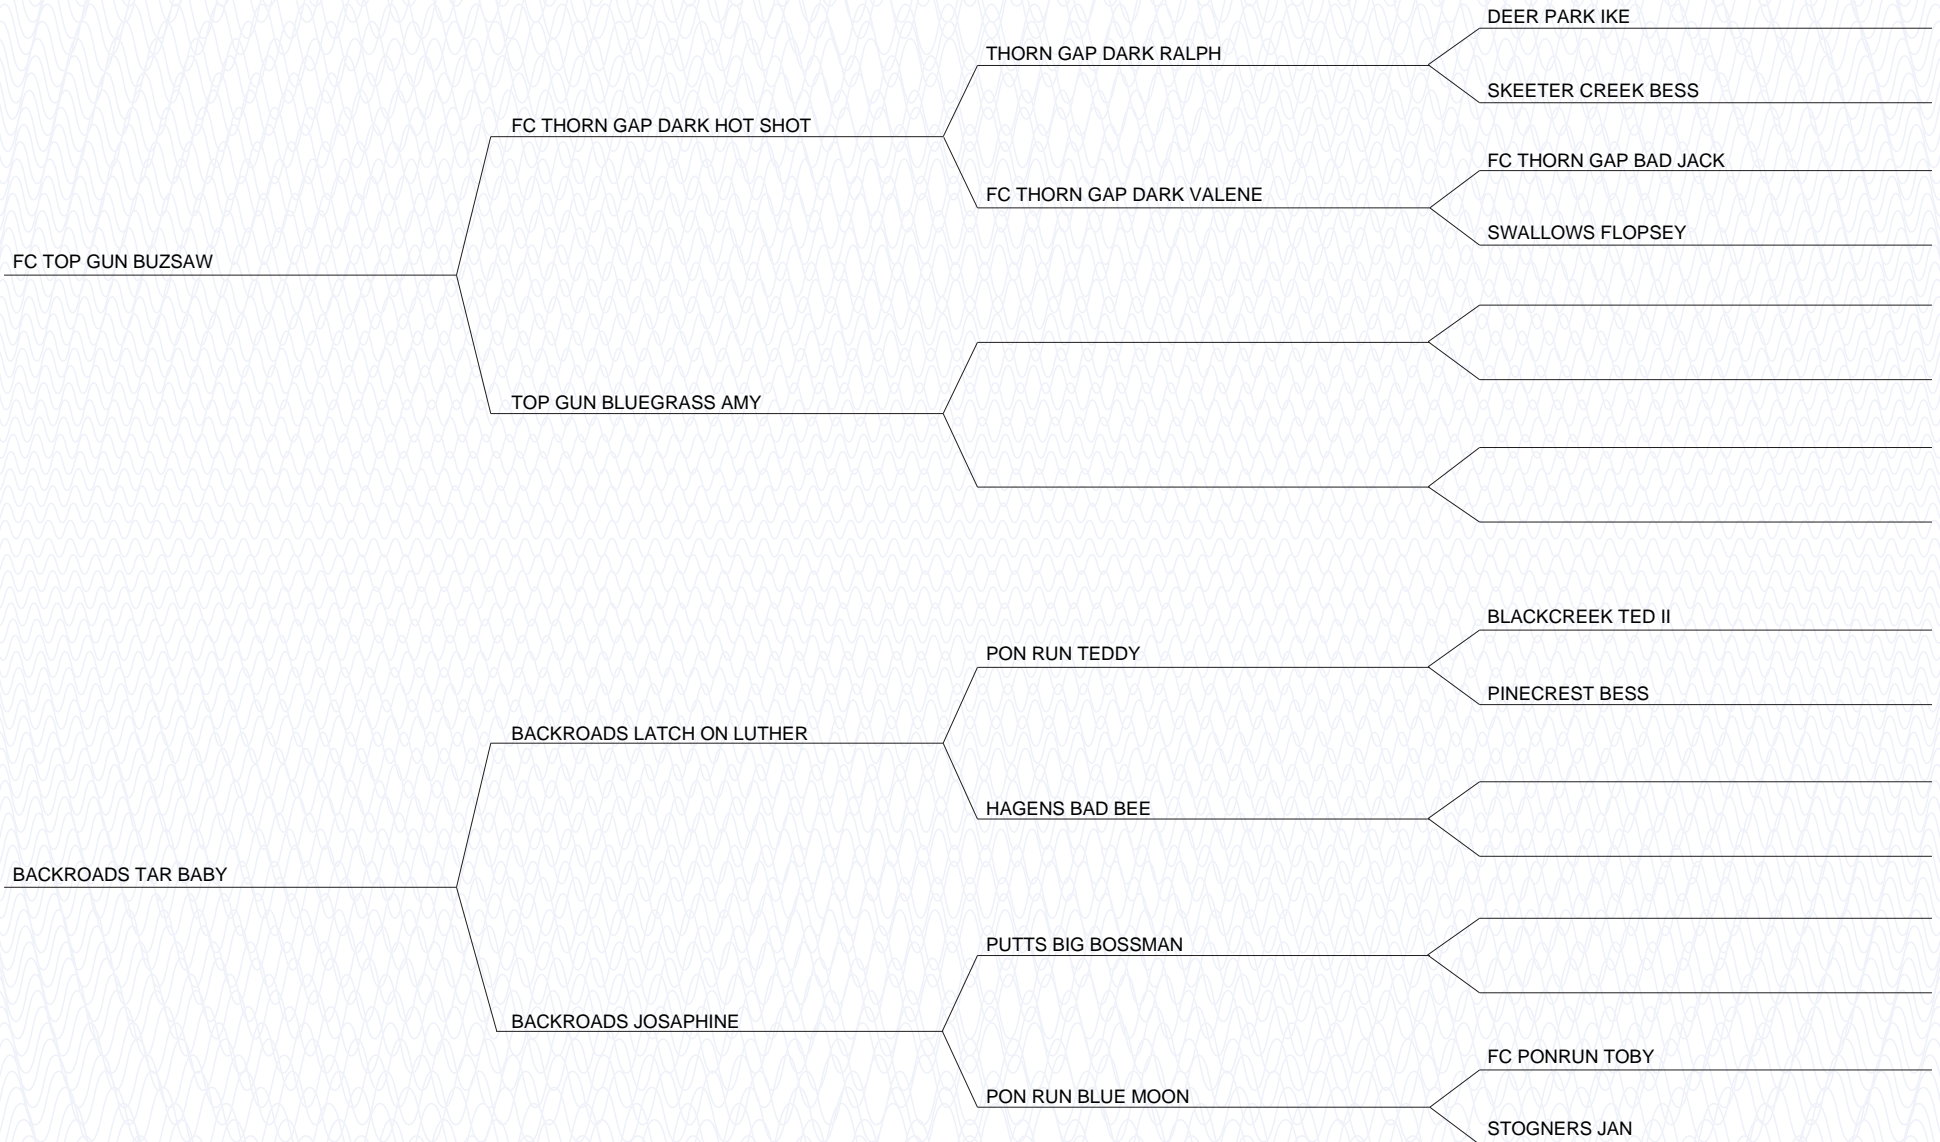 DEER PARK IKE
THORN GAP DARK RALPH
SKEETER CREEK BESS
FC THORN GAP DARK HOT SHOT
FC THORN GAP BAD JACK
FC THORN GAP DARK VALENE
SWALLOWS FLOPSEY
FC TOP GUN BUZSAW
TOP GUN BLUEGRASS AMY
BLACKCREEK TED II
PON RUN TEDDY
PINECREST BESS
BACKROADS LATCH ON LUTHER
HAGENS BAD BEE
BACKROADS TAR BABY
PUTTS BIG BOSSMAN
BACKROADS JOSAPHINE
FC PONRUN TOBY
PON RUN BLUE MOON
STOGNERS JAN